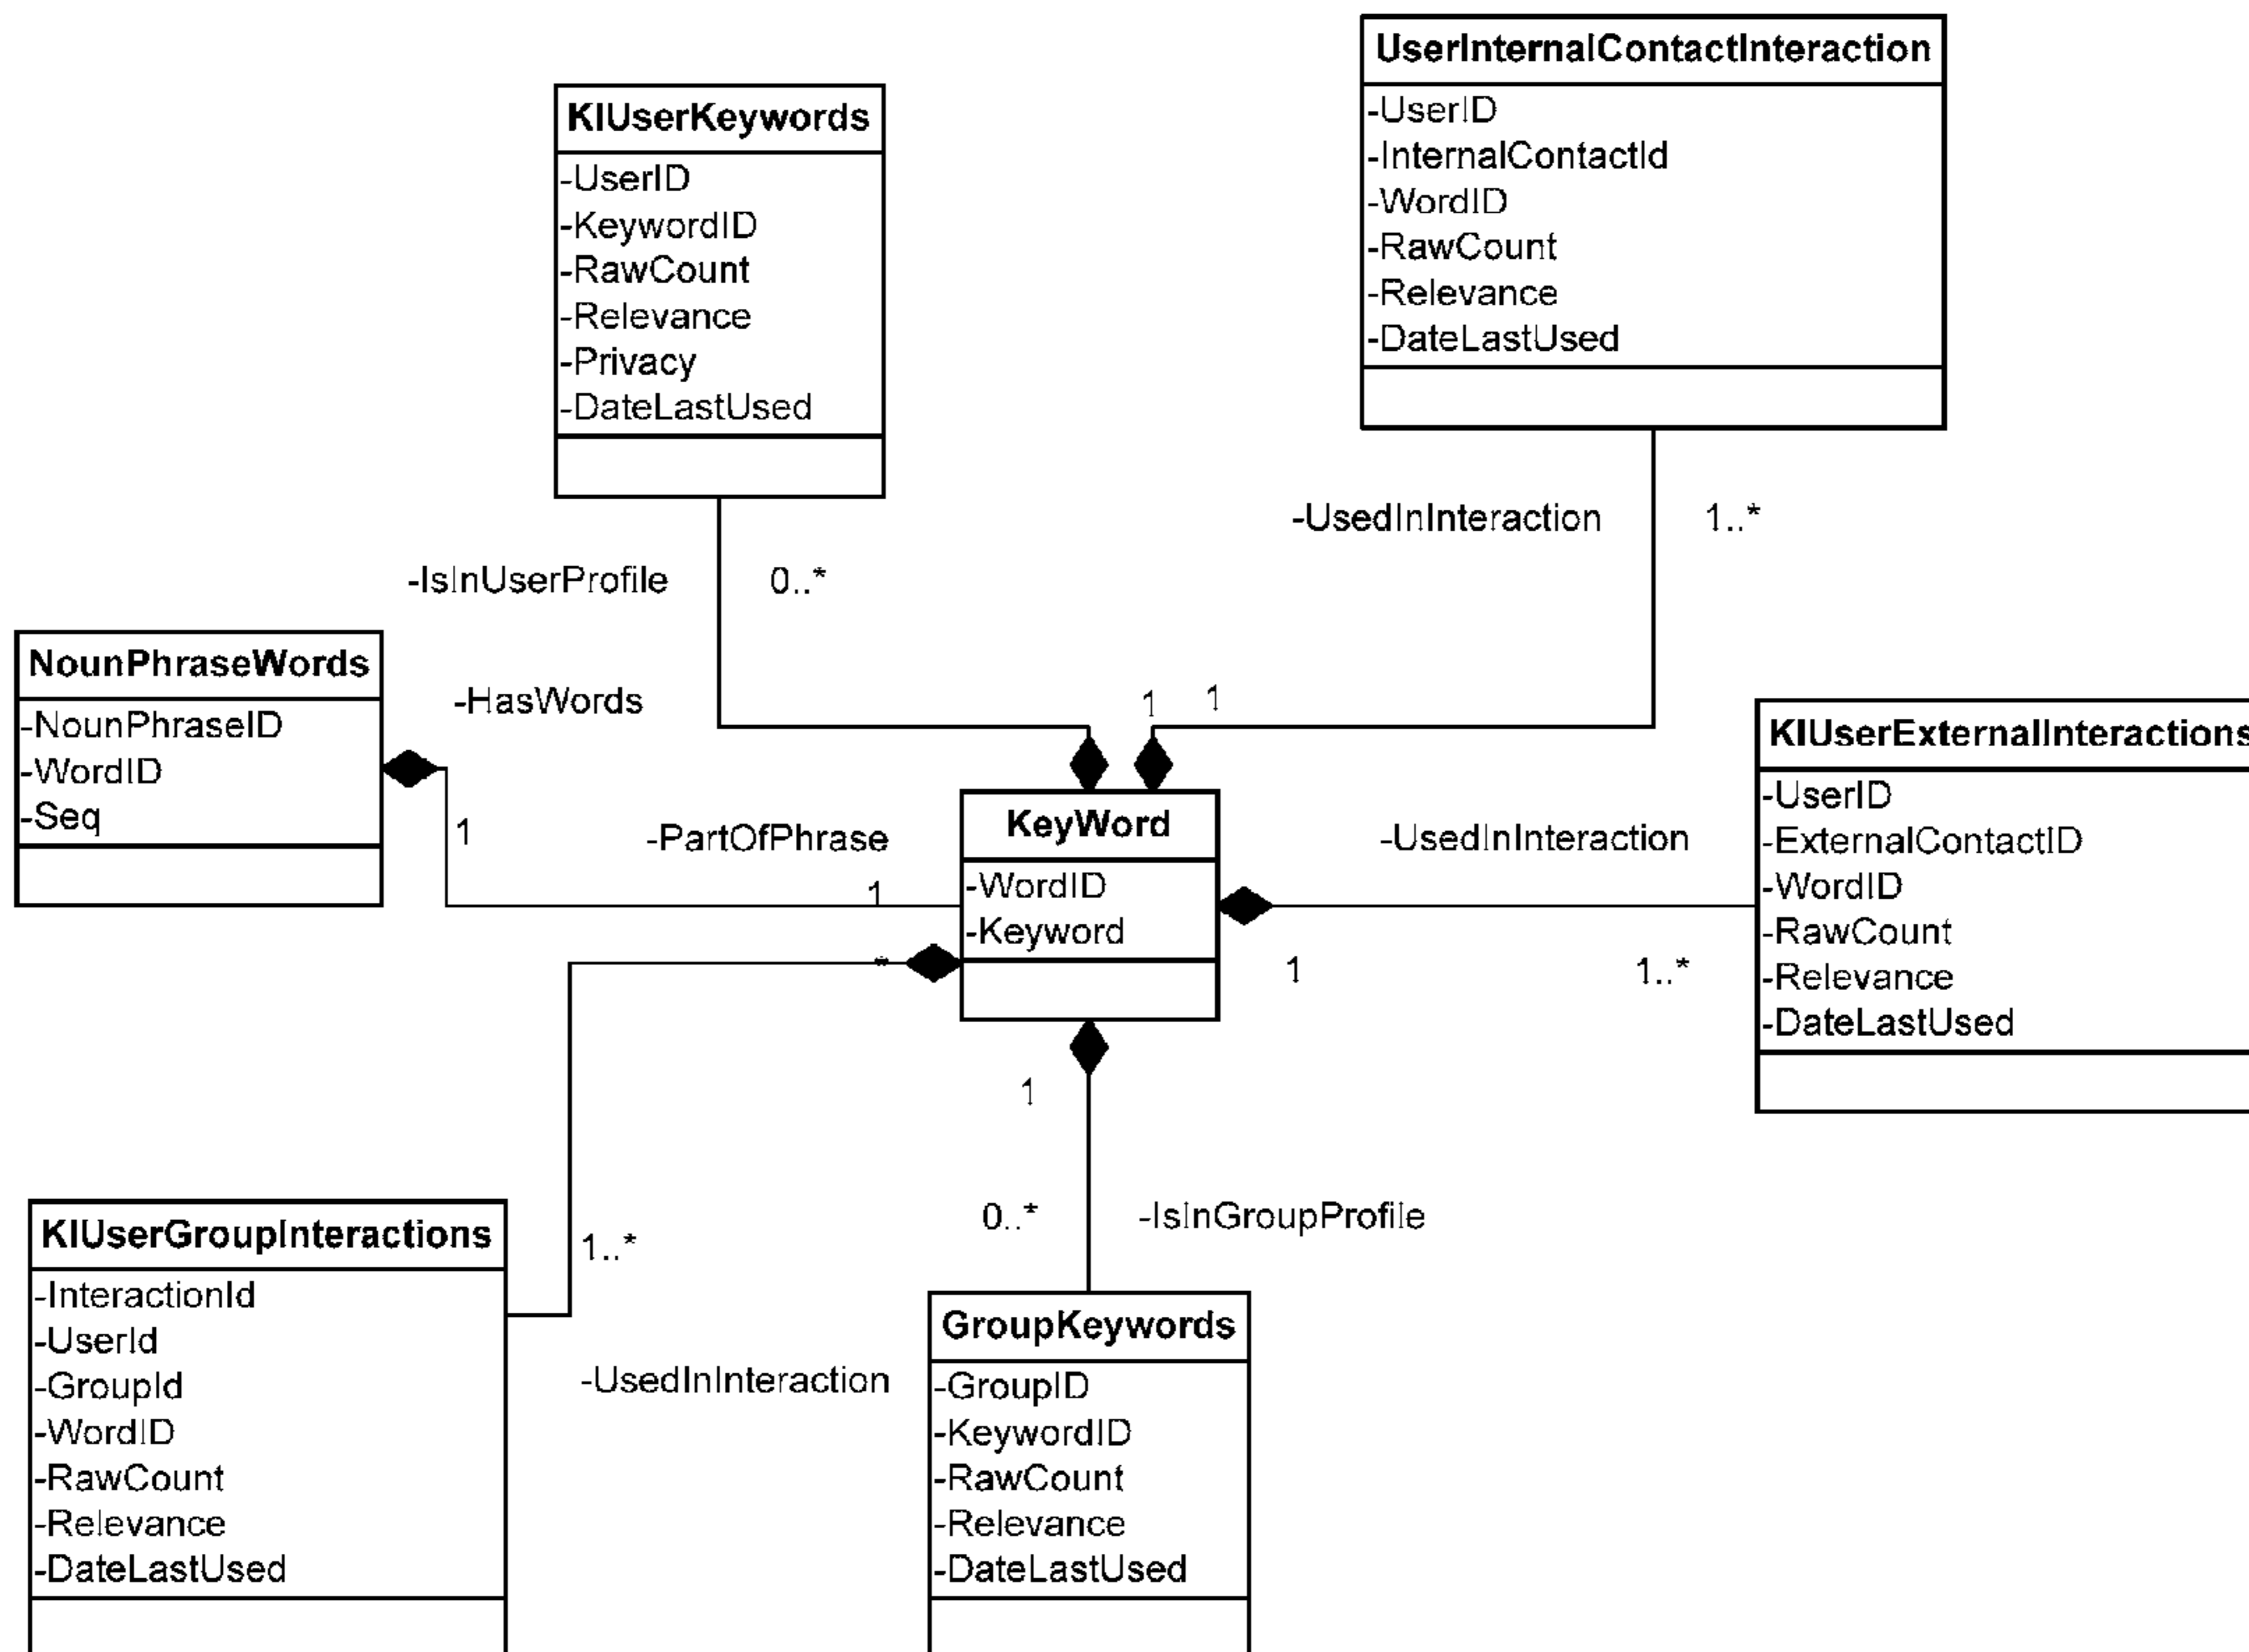 UserInternalContactInteraction
-UserID
-InternalContactId
-WordID
-RawCount
-Relevance
-DateLastUsed
KIUserKeywords
-UserID
-KeywordID
-RawCount
-Relevance
-Privacy
-DateLastUsed
-UsedInInteraction 1..*
-IsInUserProfile 0..*
NounPhraseWords
-NounPhraseID
-WordID
-Seq
-HasWords
1 1
1
-PartOfPhrase
1
*
KeyWord
-WordID
-Keyword
-UsedInInteraction
1 1..*
KIUserExternalInteractions
-UserID
-ExternalContactID
-WordID
-RawCount
-Relevance
-DateLastUsed
1
0..* -IsInGroupProfile
KIUserGroupInteractions
-InteractionId
-UserId
-GroupId
-WordID
-RawCount
-Relevance
-DateLastUsed
1..*
-UsedInInteraction
GroupKeywords
-GroupID
-KeywordID
-RawCount
-Relevance
-DateLastUsed